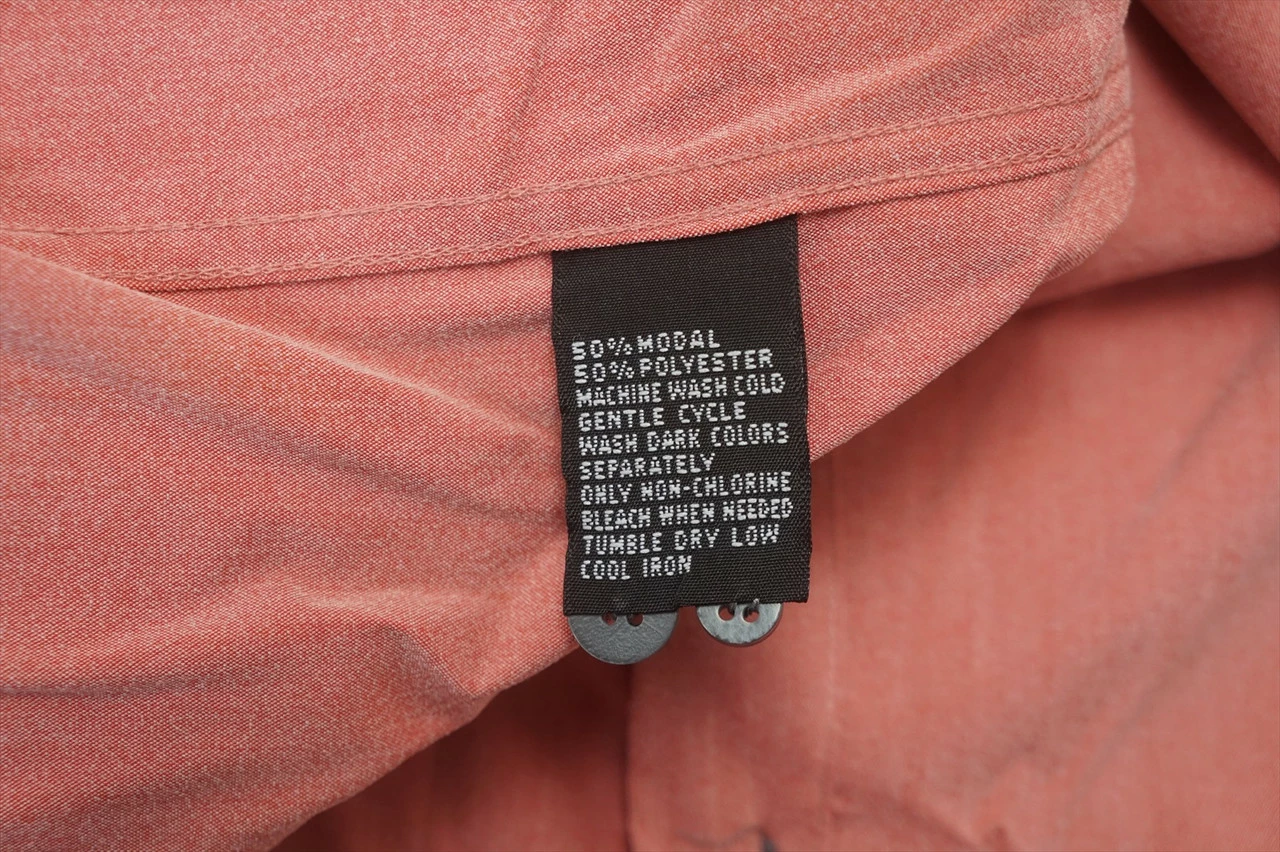 50% MODAL
50% POLYESTER
MACHINE WASH COLD
GENTLE CYCLE
WASH DARK COLORS
SEPARATELY
ONLY NON-CHLORINE
BLEACH WHEN NEEDED
TUMBLE DRY LOW
COOL IRON